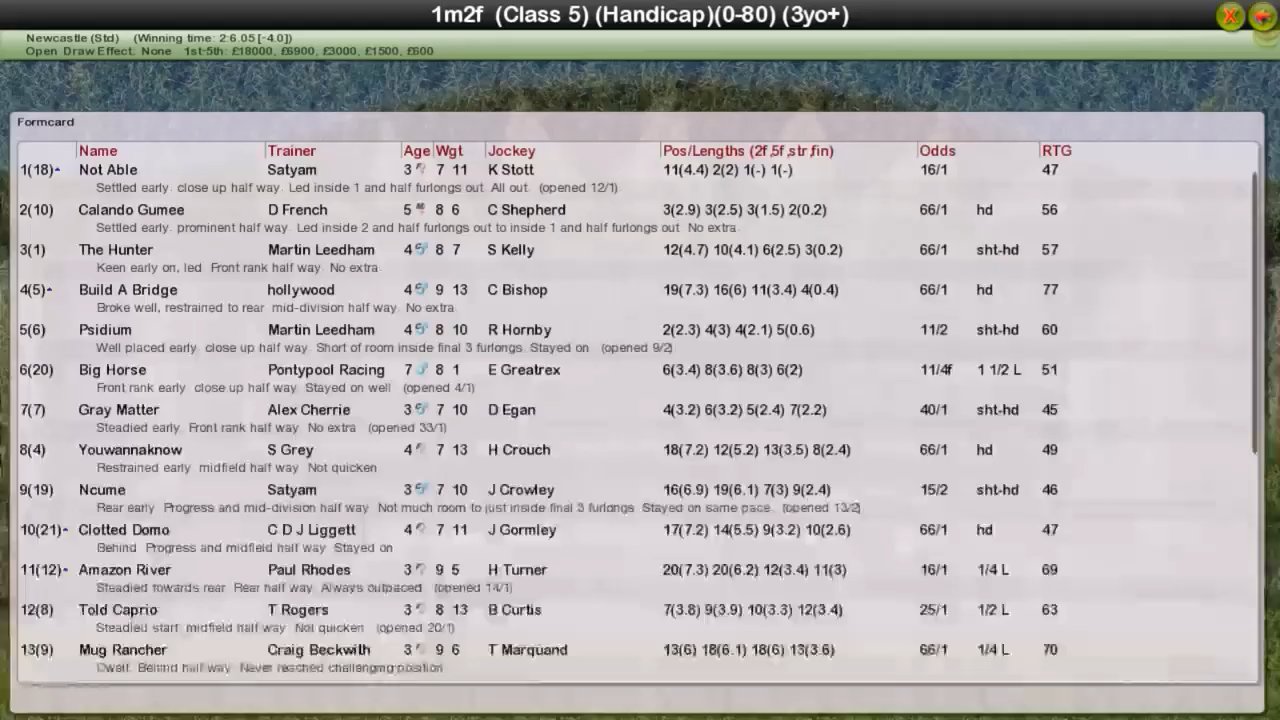 1m2f (Class 5) (Handicap)(0-80) (3yo+)
Newcastle (Std) (Winning time: 2:6.05 [-4.0])
Open Draw Effect: None 1st-5th: £18000, £6900, £3000, £1500, £600
Formcard
Name Trainer Age Wgt Jockey Pos/Lengths (2f,5f,str,fin) Odds RTG
1(18) Not Able Satyam 3 7 11 K Stott 11(4.4) 2(2) 1(-) 1(-) 16/1 47
Settled early close up half way Led inside 1 and half furlongs out All out (opened 12/1)
2(10) Calando Gumee D French 5 8 6 C Shepherd 3(2.9) 3(2.5) 3(1.5) 2(0.2) 66/1 hd 56
Settled early prominent half way Led inside 2 and half furlongs out to inside 1 and half furlongs out No extra
3(1) The Hunter Martin Leedham 4 8 7 S Kelly 12(4.7) 10(4.1) 6(2.5) 3(0.2) 66/1 sht-hd 57
Keen early on, led Front rank half way No extra
4(5) Build A Bridge hollywood 4 9 13 C Bishop 19(7.3) 16(6) 11(3.4) 4(0.4) 66/1 hd 77
Broke well, restrained to rear mid-division half way No extra
5(6) Psidium Martin Leedham 4 8 10 R Hornby 2(2.3) 4(3) 4(2.1) 5(0.6) 11/2 sht-hd 60
Well placed early close up half way Short of room inside final 3 furlongs Stayed on (opened 9/2)
6(20) Big Horse Pontypool Racing 7 8 1 E Greatrex 6(3.4) 8(3.6) 8(3) 6(2) 11/4f 1 1/2 L 51
Front rank early close up half way Stayed on well (opened 4/1)
7(7) Gray Matter Alex Cherrie 3 7 10 D Egan 4(3.2) 6(3.2) 5(2.4) 7(2.2) 40/1 sht-hd 45
Steadied early Front rank half way No extra (opened 33/1)
8(4) Youwannaknow S Grey 4 7 13 H Crouch 18(7.2) 12(5.2) 13(3.5) 8(2.4) 66/1 hd 49
Restrained early midfield half way Not quicken
9(19) Ncume Satyam 3 7 10 J Crowley 16(6.9) 19(6.1) 7(3) 9(2.4) 15/2 sht-hd 46
Rear early Progress and mid-division half way Not much room to just inside final 3 furlongs Stayed on same pace (opened 13/2)
10(21) Clotted Domo C D J Liggett 4 7 11 J Gormley 17(7.2) 14(5.5) 9(3.2) 10(2.6) 66/1 hd 47
Behind Progress and midfield half way Stayed on
11(12) Amazon River Paul Rhodes 3 9 5 H Turner 20(7.3) 20(6.2) 12(3.4) 11(3) 16/1 1/4 L 69
Steadied towards rear Rear half way Always outpaced (opened 14/1)
12(8) Told Caprio T Rogers 3 8 13 B Curtis 7(3.8) 9(3.9) 10(3.3) 12(3.4) 25/1 1/2 L 63
Steadied start midfield half way Not quicken (opened 20/1)
13(9) Mug Rancher Craig Beckwith 3 9 6 T Marquand 13(6) 18(6.1) 18(6) 13(3.6) 66/1 1/4 L 70
Dwelt Behind half way Never reached challenging position